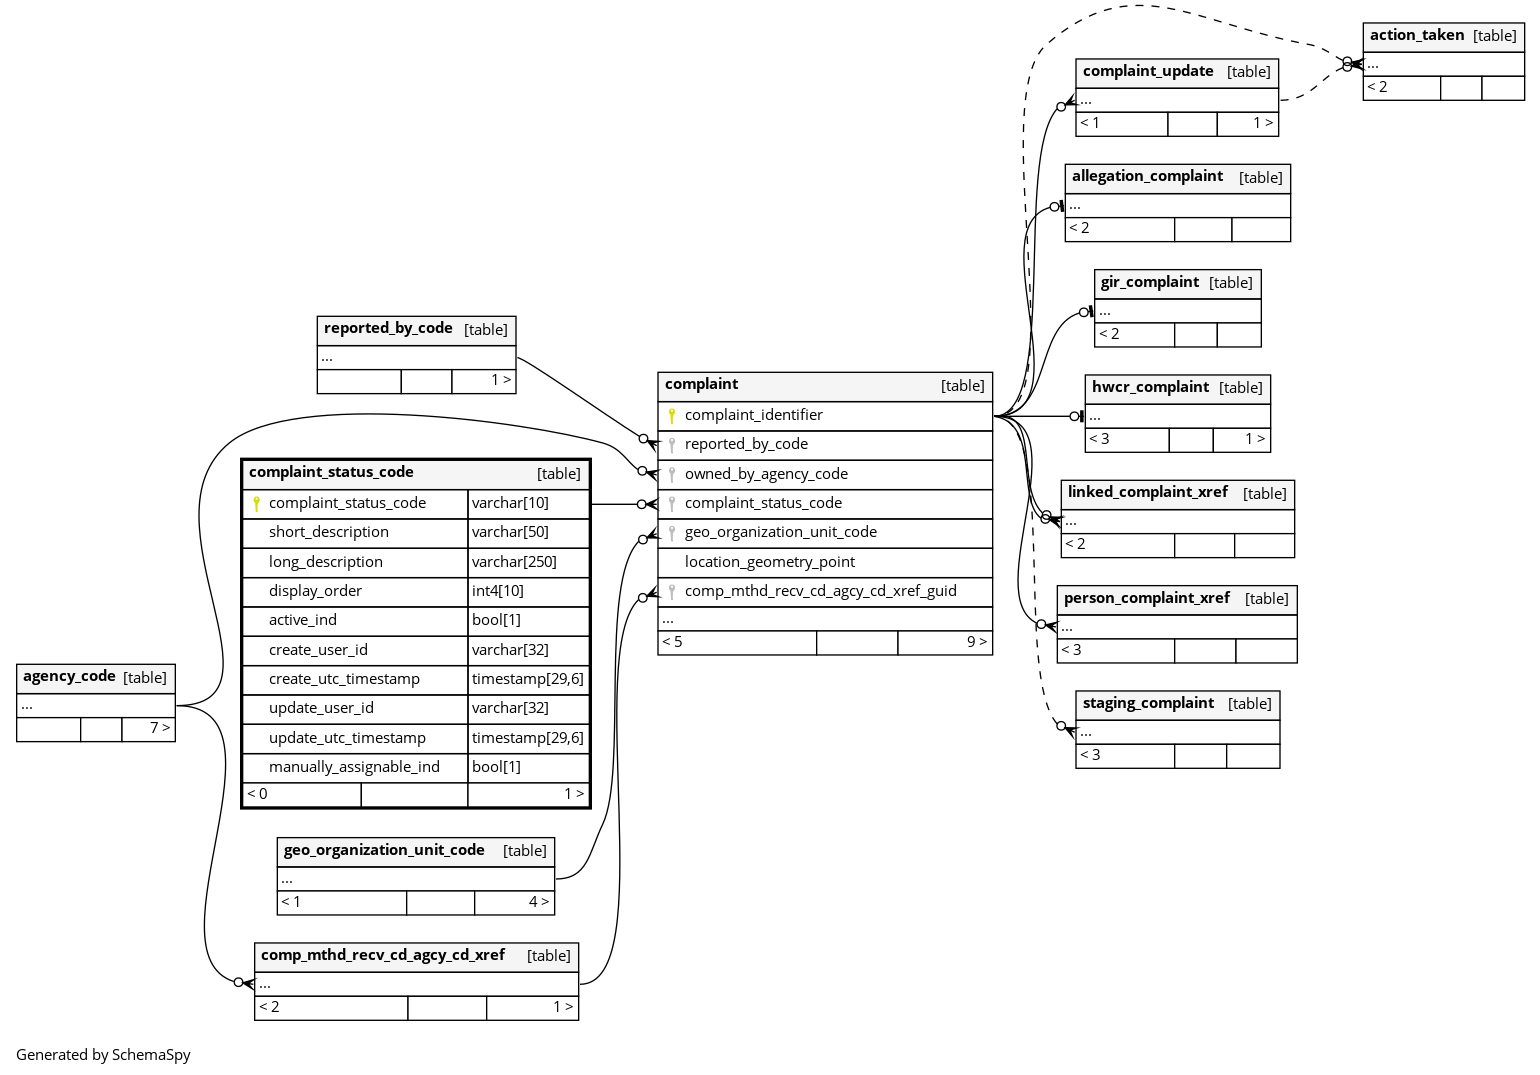 action_taken [table]
...
< 2
complaint_update [table]
...
< 1 1 >
allegation_complaint [table]
...
< 2
gir_complaint [table]
...
< 2
reported_by_code [table]
...
1 >
hwcr_complaint [table]
...
< 3 1 >
complaint [table]
complaint_identifier
reported_by_code
owned_by_agency_code
complaint_status_code
geo_organization_unit_code
location_geometry_point
comp_mthd_recv_cd_agcy_cd_xref_guid
...
< 5 9 >
complaint_status_code [table]
complaint_status_code varchar[10]
short_description varchar[50]
long_description varchar[250]
display_order int4[10]
active_ind bool[1]
create_user_id varchar[32]
create_utc_timestamp timestamp[29,6]
update_user_id varchar[32]
update_utc_timestamp timestamp[29,6]
manually_assignable_ind bool[1]
< 0 1 >
linked_complaint_xref [table]
...
< 2
person_complaint_xref [table]
...
< 3
agency_code [table]
...
7 >
staging_complaint [table]
...
< 3
geo_organization_unit_code [table]
...
< 1 4 >
comp_mthd_recv_cd_agcy_cd_xref [table]
...
< 2 1 >
Generated by SchemaSpy